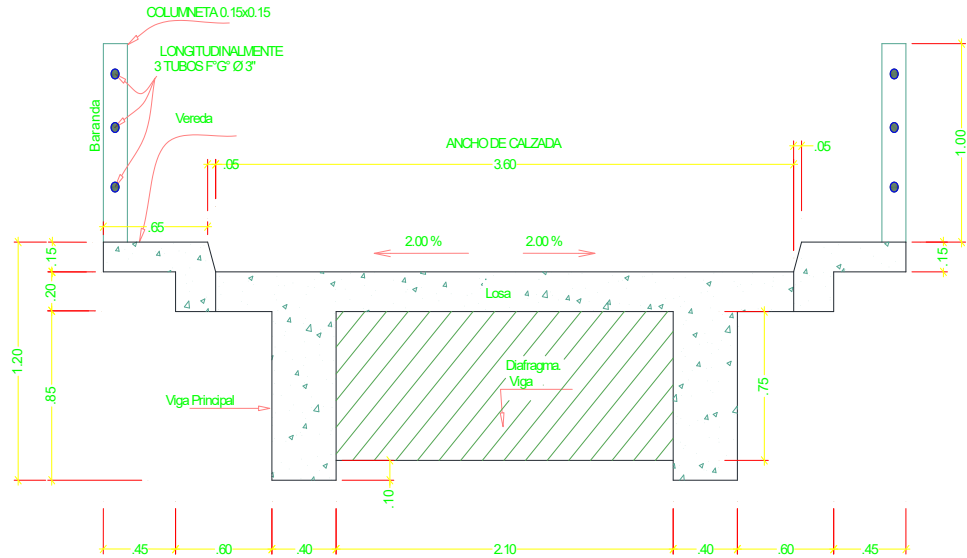 COLUMNETA 0.15x0.15
LONGITUDINALMENTE
3 TUBOS F°G° Ø 3"
Baranda
Vereda
ANCHO DE CALZADA
3.60
.05
.05
1.00
.65
2.00 %
2.00 %
.15
.15
.20
Losa
1.20
.85
Diafragma.
Viga
.75
Viga Principal
.10
.45
.60
.40
2.10
.40
.60
.45